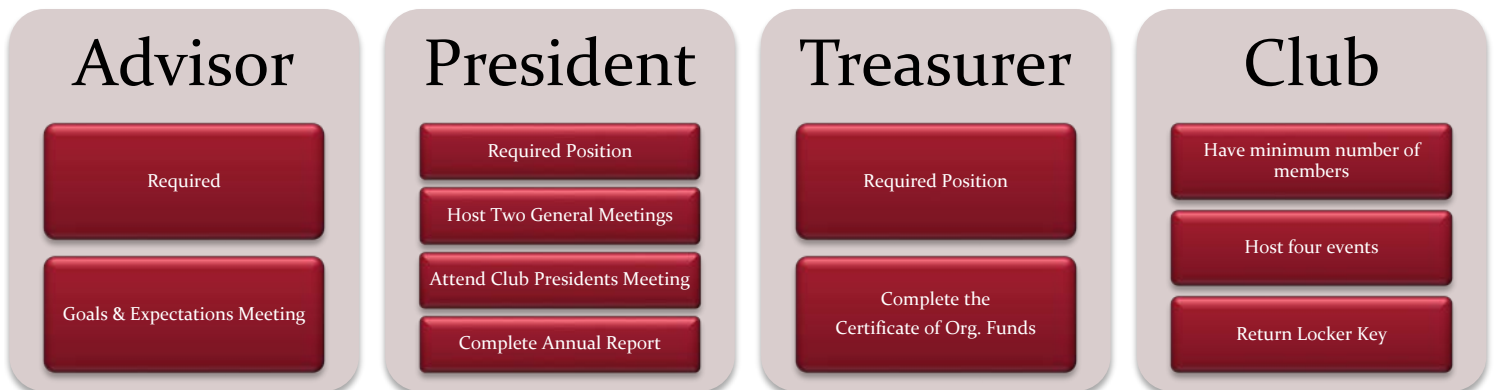 Advisor
Required
Goals & Expectations Meeting
President
Required Position
Host Two General Meetings
Attend Club Presidents Meeting
Complete Annual Report
Treasurer
Required Position
Complete the
Certificate of Org. Funds
Club
Have minimum number of
members
Host four events
Return Locker Key